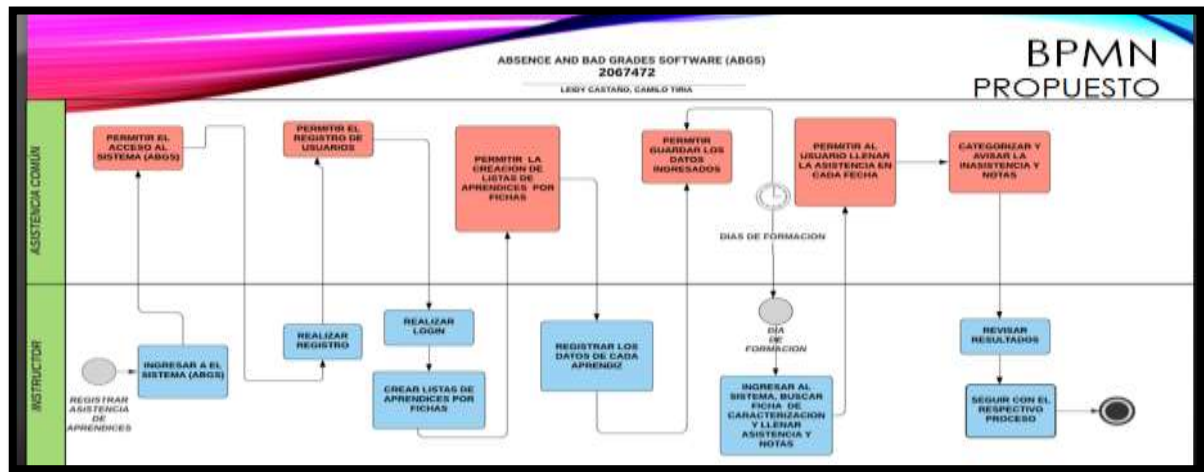 BPMN
PROPUESTO
ABSENCE AND BAD GRADES SOFTWARE (ABGS)
2067472
LEIDY CASTAÑO, CAMILO TIRIA
ASISTENCIA COMÚN
PERMITIR EL
ACCESO AL
SISTEMA (ABGS)
PERMITIR EL
REGISTRO DE
USUARIOS
PERMITIR LA
CREACION DE
LISTAS DE
APRENDICES POR
FICHAS
PERMITIR
GUARDAR LOS
DATOS
INGRESADOS
DIAS DE FORMACION
PERMITIR AL
USUARIO LLENAR
LA ASISTENCIA EN
CADA FECHA
CATEGORIZAR Y
AVISAR LA
INASISTENCIA Y
NOTAS
INSTRUCTOR
REGISTRAR
ASISTENCIA
DE
APRENDICES
INGRESAR A EL
SISTEMA (ABGS)
REALIZAR
REGISTRO
REALIZAR
LOGIN
CREAR LISTAS DE
APRENDICES POR
FICHAS
REGISTRAR LOS
DATOS DE CADA
APRENDIZ
DÍA
DE
FORMACION
INGRESAR AL
SISTEMA, BUSCAR
FICHA DE
CARACTERIZACION
Y LLENAR
ASISTENCIA Y
NOTAS
REVISAR
RESULTADOS
SEGUIR CON EL
RESPECTIVO
PROCESO